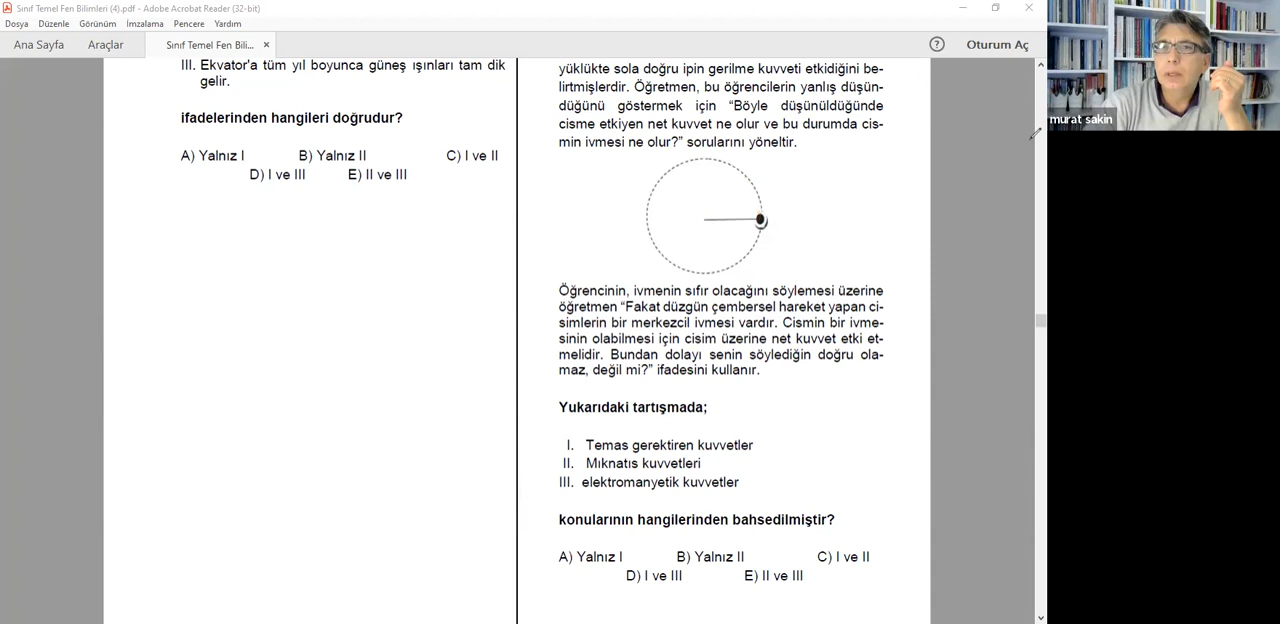 Sınıf Temel Fen Bilimleri (4).pdf - Adobe Acrobat Reader (32-bit)
Dosya Düzenle Görünüm İmzalama Pencere Yardım
Ana Sayfa Araçlar Sınıf Temel Fen Bili... × Oturum Aç
III. Ekvator'a tüm yıl boyunca güneş ışınları tam dik
gelir.
ifadelerinden hangileri doğrudur?
A) Yalnız I B) Yalnız II C) I ve II
D) I ve III E) II ve III
yüklükte sola doğru ipin gerilme kuvveti etkidiğini be-
lirtmişlerdir. Öğretmen, bu öğrencilerin yanlış düşün-
düğünü göstermek için “Böyle düşünüldüğünde
cisme etkiyen net kuvvet ne olur ve bu durumda cis-
min ivmesi ne olur?” sorularını yöneltir.
Öğrencinin, ivmenin sıfır olacağını söylemesi üzerine
öğretmen “Fakat düzgün çembersel hareket yapan ci-
simlerin bir merkezcil ivmesi vardır. Cismin bir ivme-
sinin olabilmesi için cisim üzerine net kuvvet etki et-
melidir. Bundan dolayı senin söylediğin doğru ola-
maz, değil mi?” ifadesini kullanır.
Yukarıdaki tartışmada;
I. Temas gerektiren kuvvetler
II. Mıknatıs kuvvetleri
III. elektromanyetik kuvvetler
konularının hangilerinden bahsedilmiştir?
A) Yalnız I B) Yalnız II C) I ve II
D) I ve III E) II ve III
murat sakin